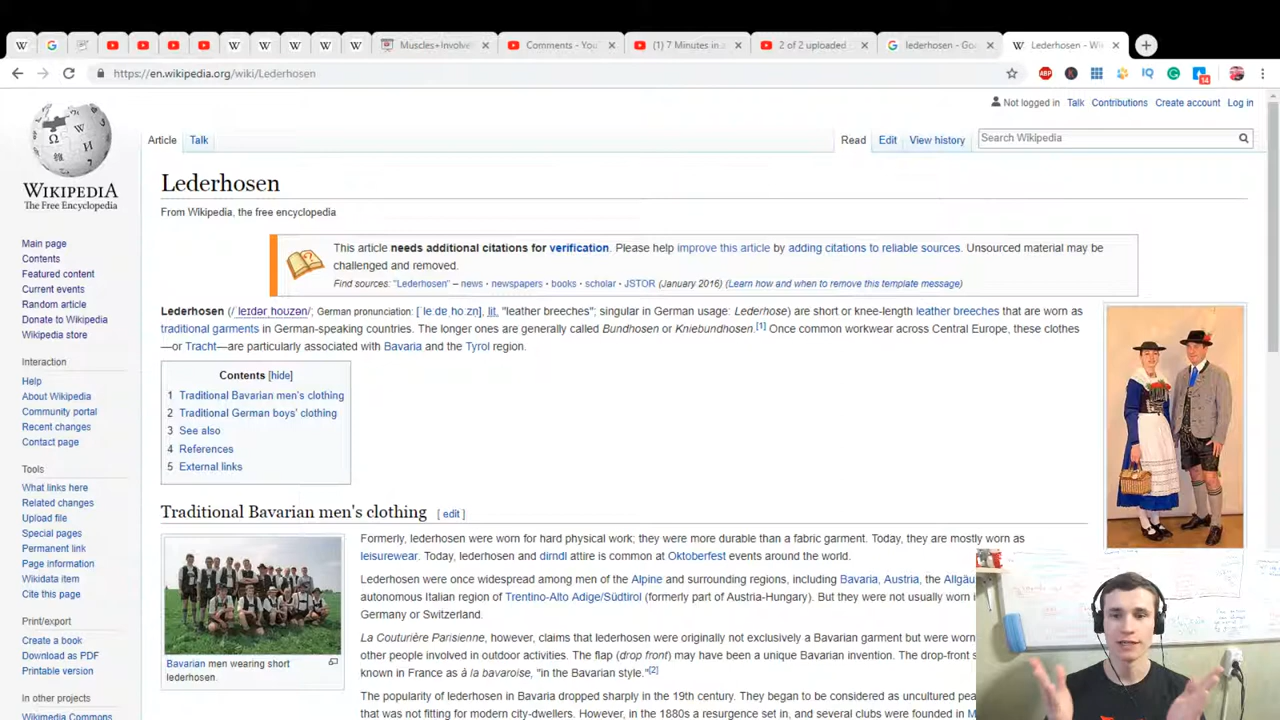 Muscles+Involve
Comments - You
(1) 7 Minutes in
2 of 2 uploaded
lederhosen - Goo
Lederhosen - Wi
https://en.wikipedia.org/wiki/Lederhosen
ABP
K
IQ
G
14
Not logged in Talk Contributions Create account Log in
Article Talk
Read Edit View history Search Wikipedia
WIKIPEDIA
The Free Encyclopedia
Main page
Contents
Featured content
Current events
Random article
Donate to Wikipedia
Wikipedia store
Interaction
Help
About Wikipedia
Community portal
Recent changes
Contact page
Tools
What links here
Related changes
Upload file
Special pages
Permanent link
Page information
Wikidata item
Cite this page
Print/export
Create a book
Download as PDF
Printable version
In other projects
Wikimedia Commons
Lederhosen
From Wikipedia, the free encyclopedia
This article needs additional citations for verification. Please help improve this article by adding citations to reliable sources. Unsourced material may be
challenged and removed.
Find sources: "Lederhosen" – news · newspapers · books · scholar · JSTOR (January 2016) (Learn how and when to remove this template message)
Lederhosen (/ˈleɪdərˌhoʊzən/; German pronunciation: [ˈleːdɐˌhoːzn̩], lit. "leather breeches"; singular in German usage: Lederhose) are short or knee-length leather breeches that are worn as
traditional garments in German-speaking countries. The longer ones are generally called Bundhosen or Kniebundhosen.[1] Once common workwear across Central Europe, these clothes
—or Tracht—are particularly associated with Bavaria and the Tyrol region.
Contents [hide]
1 Traditional Bavarian men's clothing
2 Traditional German boys' clothing
3 See also
4 References
5 External links
Traditional Bavarian men's clothing [ edit ]
Formerly, lederhosen were worn for hard physical work; they were more durable than a fabric garment. Today, they are mostly worn as
leisurewear. Today, lederhosen and dirndl attire is common at Oktoberfest events around the world.
Lederhosen were once widespread among men of the Alpine and surrounding regions, including Bavaria, Austria, the Allgäu
autonomous Italian region of Trentino-Alto Adige/Südtirol (formerly part of Austria-Hungary). But they were not usually worn i
Germany or Switzerland.
La Couturière Parisienne, however, claims that lederhosen were originally not exclusively a Bavarian garment but were wor
other people involved in outdoor activities. The flap (drop front) may have been a unique Bavarian invention. The drop-front s
known in France as à la bavaroise, "in the Bavarian style."[2]
The popularity of lederhosen in Bavaria dropped sharply in the 19th century. They began to be considered as uncultured pea
that was not fitting for modern city-dwellers. However, in the 1880s a resurgence set in, and several clubs were founded in M
Bavarian men wearing short
lederhosen.